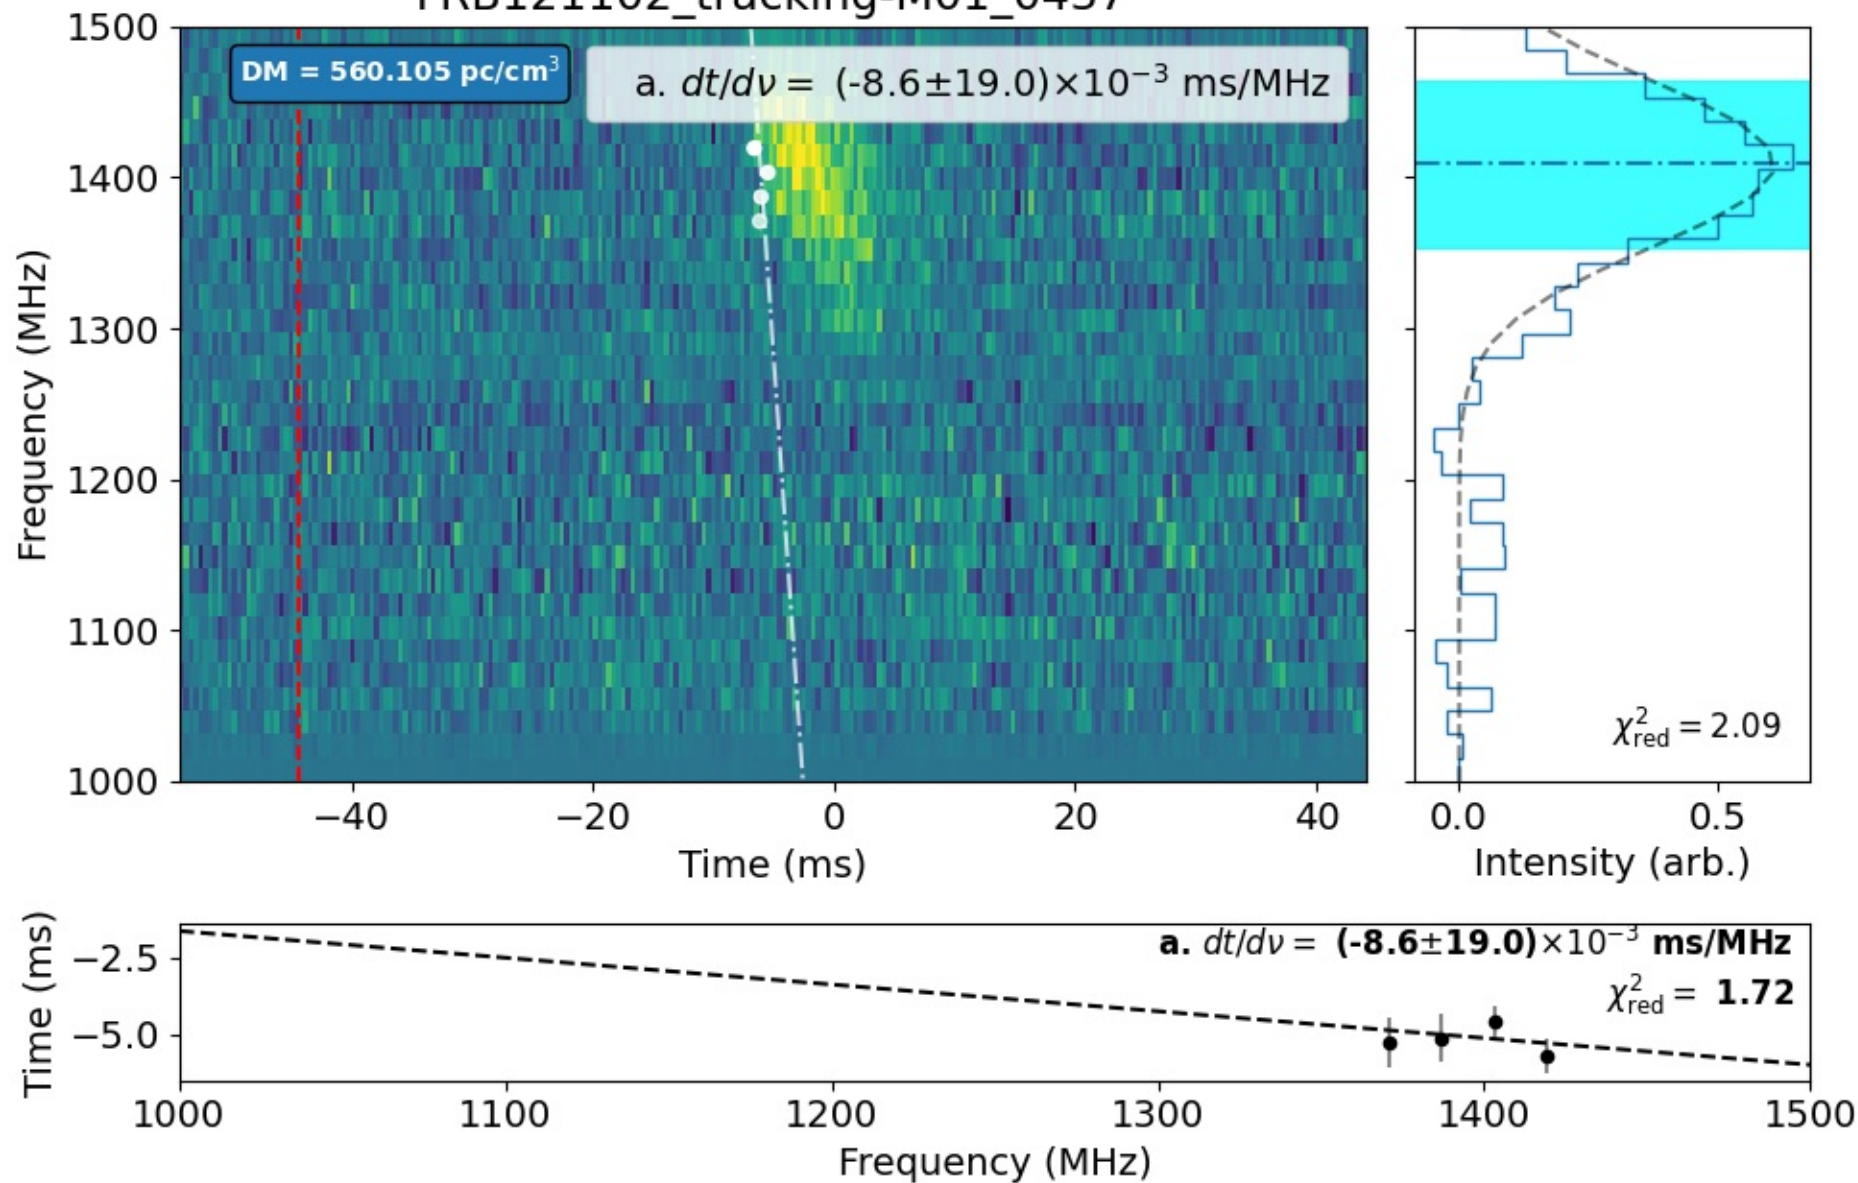 FRB121102_tracking-M01_0437
DM = 560.105 pc/cm³
a. dt/dν = (-8.6±19.0)×10⁻³ ms/MHz
1500
1400
1300
1200
1100
1000
Frequency (MHz)
−40 −20 0 20 40
Time (ms)
χ²red = 2.09
0.0 0.5
Intensity (arb.)
a. dt/dν = (-8.6±19.0)×10⁻³ ms/MHz
χ²red = 1.72
−2.5
−5.0
Time (ms)
1000 1100 1200 1300 1400 1500
Frequency (MHz)